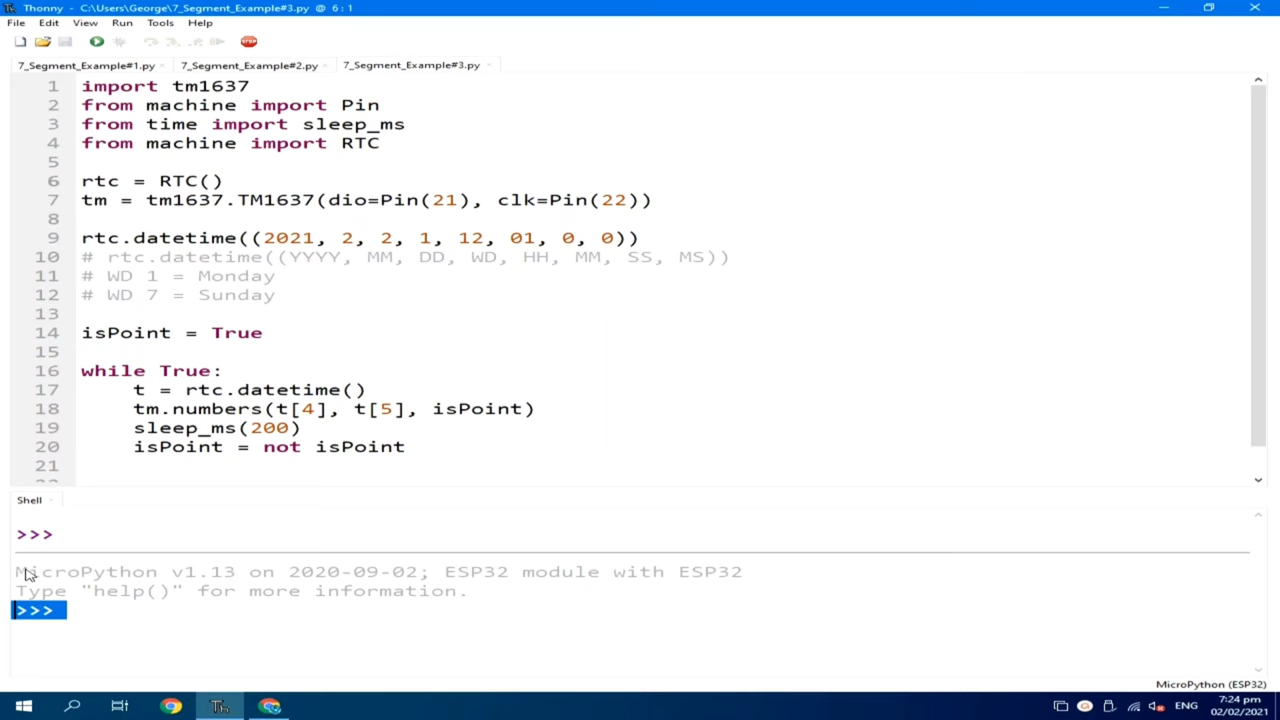 Thonny - C:\Users\George\7_Segment_Example#3.py @ 6 : 1
File Edit View Run Tools Help
STOP
7_Segment_Example#1.py 7_Segment_Example#2.py 7_Segment_Example#3.py
1 import tm1637
2 from machine import Pin
3 from time import sleep_ms
4 from machine import RTC
5
6 rtc = RTC()
7 tm = tm1637.TM1637(dio=Pin(21), clk=Pin(22))
8
9 rtc.datetime((2021, 2, 2, 1, 12, 01, 0, 0))
10 # rtc.datetime((YYYY, MM, DD, WD, HH, MM, SS, MS))
11 # WD 1 = Monday
12 # WD 7 = Sunday
13
14 isPoint = True
15
16 while True:
17 t = rtc.datetime()
18 tm.numbers(t[4], t[5], isPoint)
19 sleep_ms(200)
20 isPoint = not isPoint
21
Shell
>>>
MicroPython v1.13 on 2020-09-02; ESP32 module with ESP32
Type "help()" for more information.
>>>
MicroPython (ESP32)
Th ENG 7:24 pm
02/02/2021